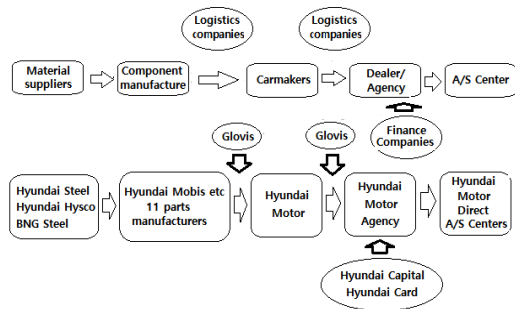 Logistics
companies
Logistics
companies
Material
suppliers
Component
manufacture
Carmakers
Dealer/
Agency
A/S Center
Glovis
Glovis
Finance
Companies
Hyundai Steel
Hyundai Hysco
BNG Steel
Hyundai Mobis etc
11 parts
manufacturers
Hyundai
Motor
Hyundai
Motor
Agency
Hyundai
Motor
Direct
A/S Centers
Hyundai Capital
Hyundai Card